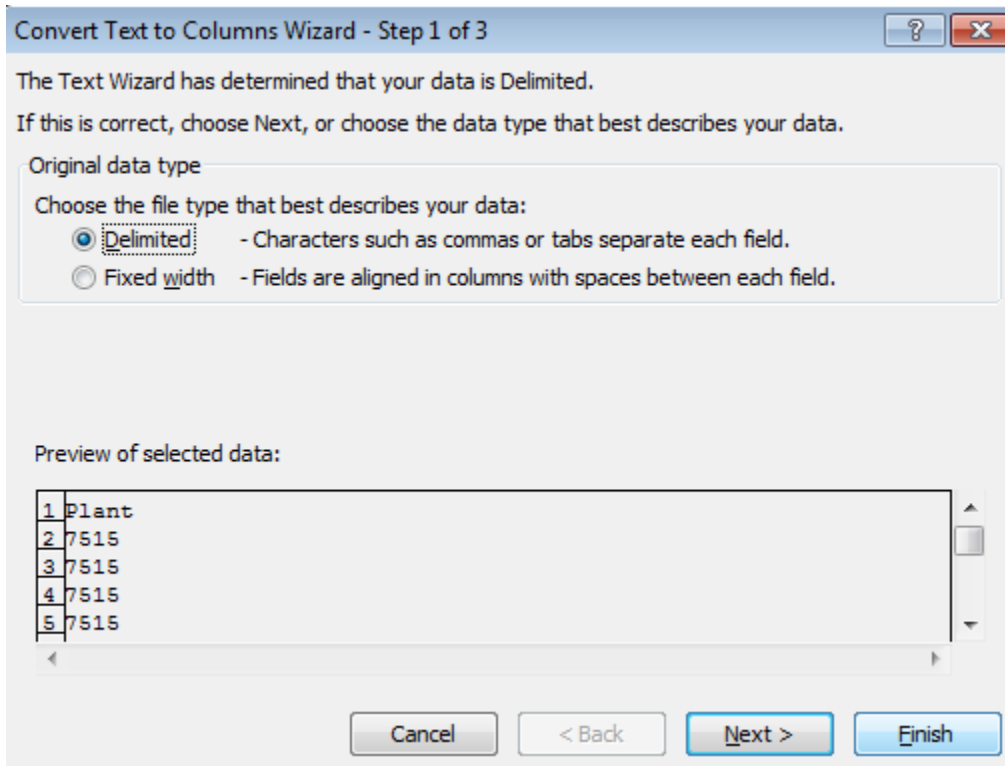 Convert Text to Columns Wizard - Step 1 of 3
?
The Text Wizard has determined that your data is Delimited.
If this is correct, choose Next, or choose the data type that best describes your data.
Original data type
Choose the file type that best describes your data:
Delimited - Characters such as commas or tabs separate each field.
Fixed width - Fields are aligned in columns with spaces between each field.
Preview of selected data:
1 Plant
2 7515
3 7515
4 7515
5 7515
Cancel < Back Next > Finish